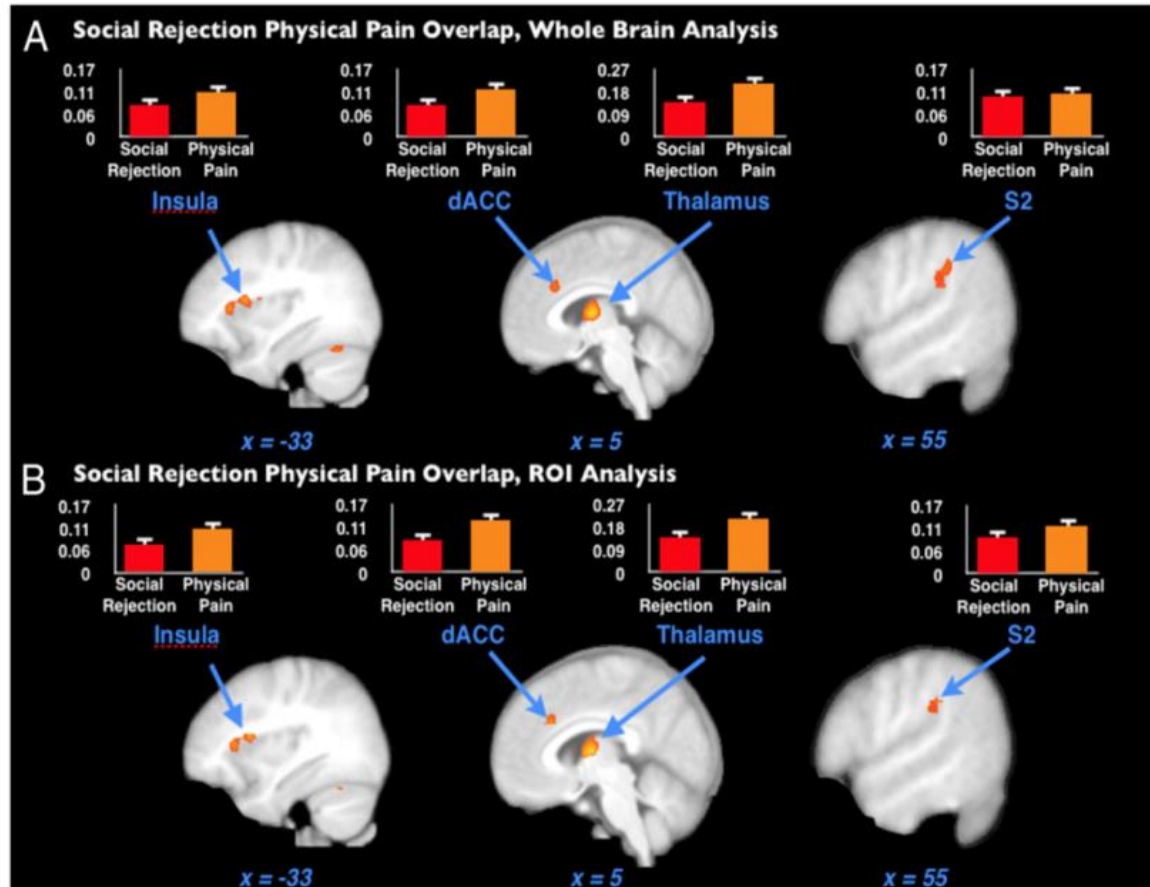 A Social Rejection Physical Pain Overlap, Whole Brain Analysis
0.17
0.11
0.06
0
Social Physical
Rejection Pain
Insula
0.17
0.11
0.06
0
Social Physical
Rejection Pain
dACC
0.27
0.18
0.09
0
Social Physical
Rejection Pain
Thalamus
0.17
0.11
0.06
0
Social Physical
Rejection Pain
S2
x = -33
x = 5
x = 55
B Social Rejection Physical Pain Overlap, ROI Analysis
0.17
0.11
0.06
0
Social Physical
Rejection Pain
Insula
0.17
0.11
0.06
0
Social Physical
Rejection Pain
dACC
0.27
0.18
0.09
0
Social Physical
Rejection Pain
Thalamus
0.17
0.11
0.06
0
Social Physical
Rejection Pain
S2
x = -33
x = 5
x = 55